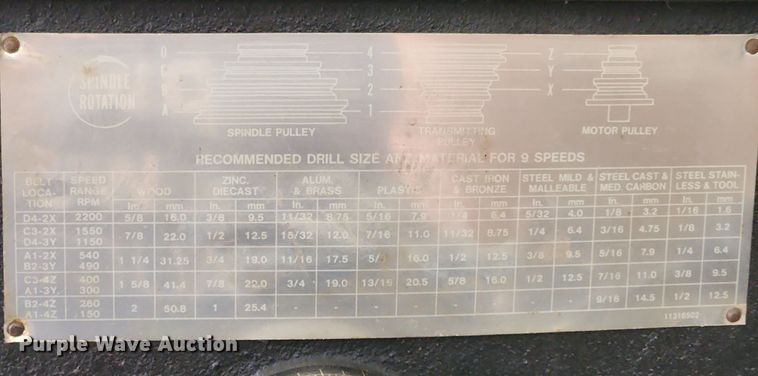 D 4 Z
C 3 Y
B 2 X
A 1
SPINDLE ROTATION
SPINDLE PULLEY TRANSMITTING PULLEY MOTOR PULLEY
RECOMMENDED DRILL SIZE AND MATERIAL FOR 9 SPEEDS
BELT LOCA- TION SPEED RANGE RPM WOOD ZINC, DIECAST ALUM. & BRASS PLASTIC CAST IRON & BRONZE STEEL MILD & MALLEABLE STEEL CAST & MED. CARBON STEEL STAIN- LESS & TOOL
In. mm In. mm In. mm In. mm In. mm In. mm In. mm In. mm
D4-2X 2200 5/8 16.0 3/8 9.5 11/32 8.75 5/16 7.9 1/4 6.4 5/32 4.0 1/8 3.2 1/16 1.6
C3-2X 1550
D4-3Y 1150 7/8 22.0 1/2 12.5 15/32 12.0 7/16 11.0 11/32 8.75 1/4 6.4 3/16 4.75 1/8 3.2
A1-2X 540
B2-3Y 490 1 1/4 31.25 3/4 19.0 11/16 17.5 5/8 16.0 1/2 12.5 3/8 9.5 5/16 7.9 1/4 6.4
C3-4Z 400
A1-3Y. 300 1 5/8 41.4 7/8 22.0 3/4 19.0 13/16 20.5 5/8 16.0 1/2 12.5 7/16 11.0 3/8 9.5
B2-4Z 280
A1-4Z 150 2 50.8 1 25.4 - - - - - - - - 9/16 14.5 1/2 12.5
11316502
Purple Wave Auction